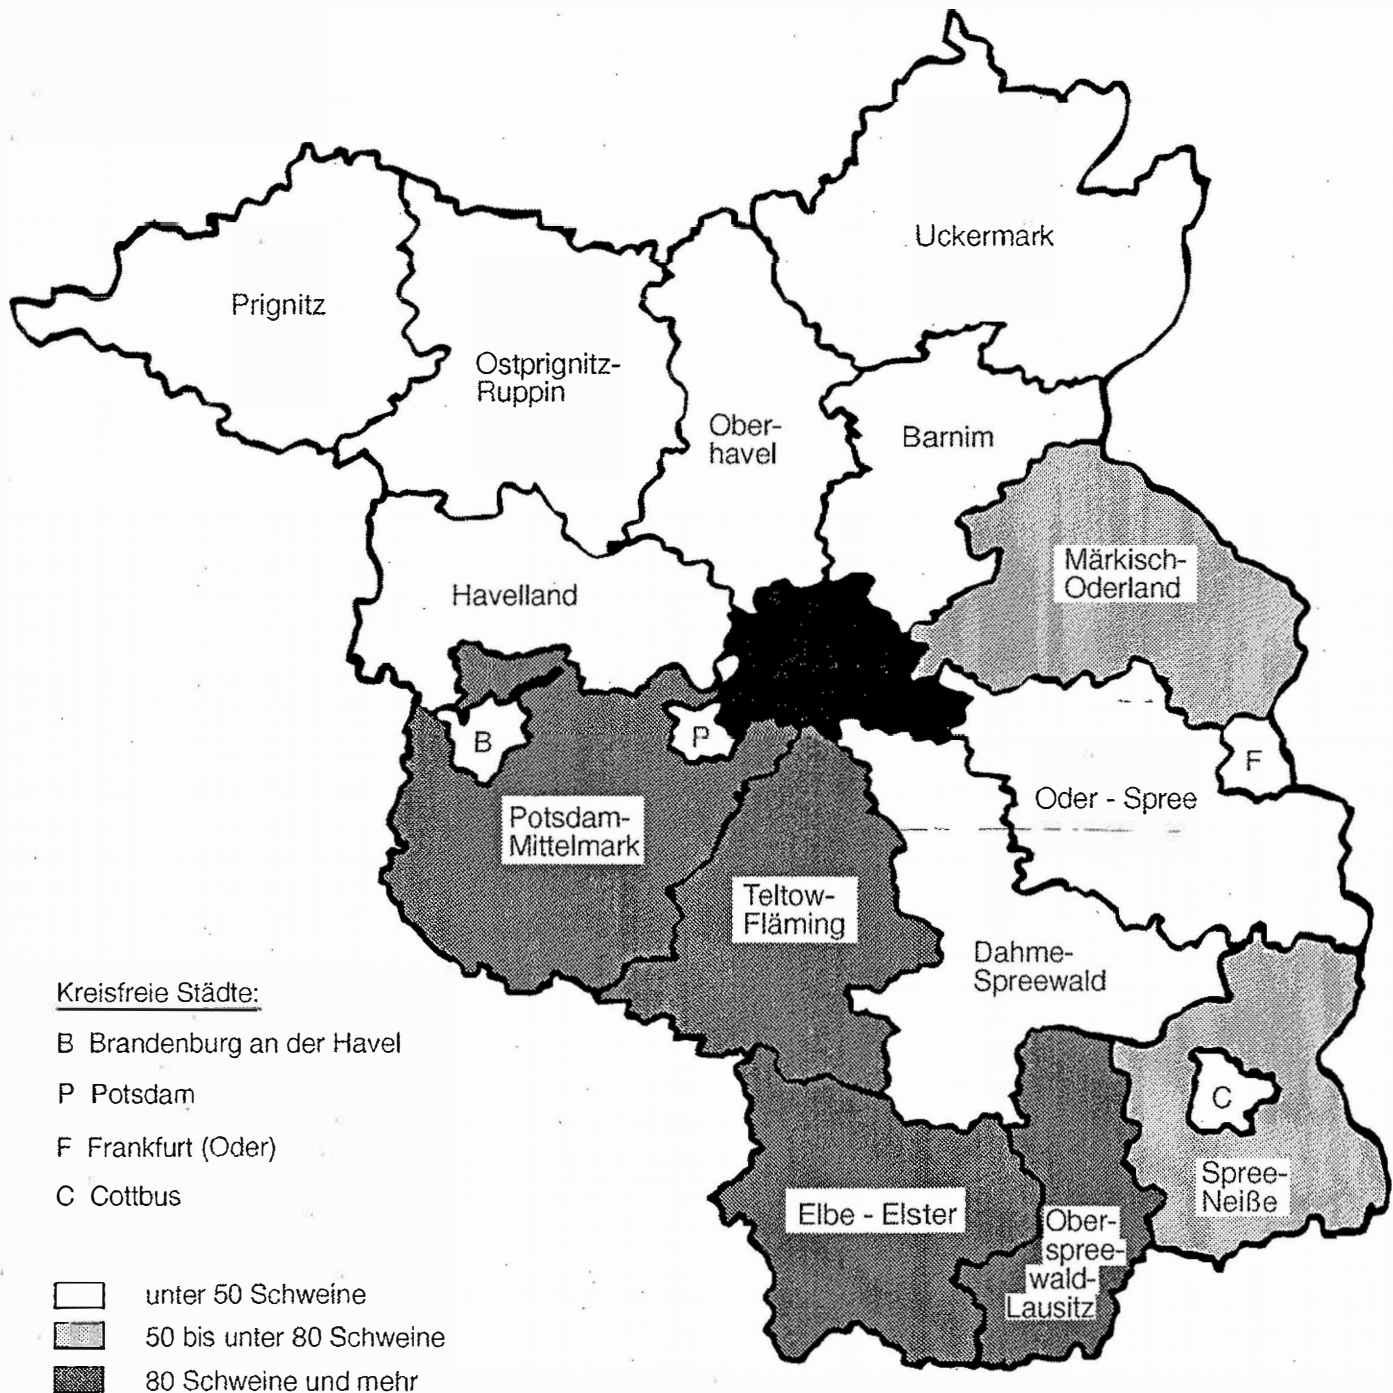 Uckermark
Prignitz
Ostprignitz-
Ruppin
Ober-
havel
Barnim
Märkisch-
Oderland
Havelland
B
P
F
Oder - Spree
Potsdam-
Mittelmark
Teltow-
Fläming
Dahme-
Spreewald
C
Spree-
Neiße
Elbe - Elster
Ober-
spree-
wald-
Lausitz
Kreisfreie Städte:
B Brandenburg an der Havel
P Potsdam
F Frankfurt (Oder)
C Cottbus
unter 50 Schweine
50 bis unter 80 Schweine
80 Schweine und mehr